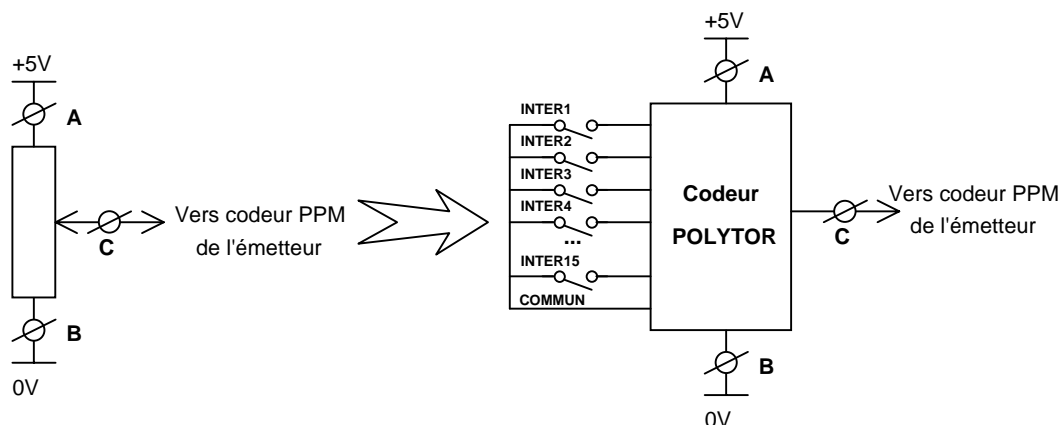 +5V
A
Vers codeur PPM
de l'émetteur
C
B
0V
+5V
A
INTER1
INTER2
INTER3
INTER4
...
INTER15
COMMUN
Codeur
POLYTOR
Vers codeur PPM
de l'émetteur
C
B
0V